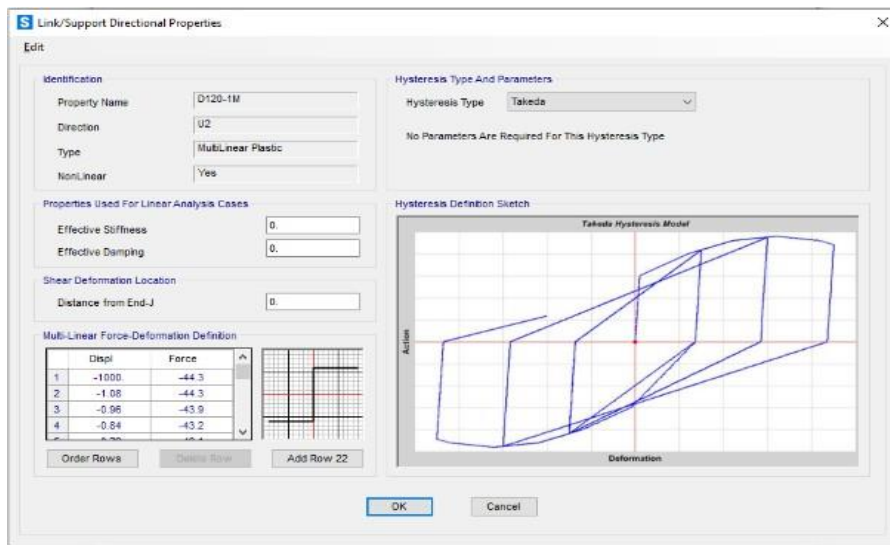 S Link/Support Directional Properties
Edit
Identification
Property Name D120-1M
Direction U2
Type MultiLinear Plastic
NonLinear Yes
Properties Used For Linear Analysis Cases
Effective Stiffness 0.
Effective Damping 0.
Shear Deformation Location
Distance from End-J 0.
Multi-Linear Force-Deformation Definition
Displ Force
1 -1000. -44.3
2 -1.08 -44.3
3 -0.96 -43.9
4 -0.84 -43.2
Order Rows Delete Row Add Row 22
Hysteresis Type And Parameters
Hysteresis Type Takeda
No Parameters Are Required For This Hysteresis Type
Hysteresis Definition Sketch
Takeda Hysteresis Model
Action
Deformation
OK Cancel